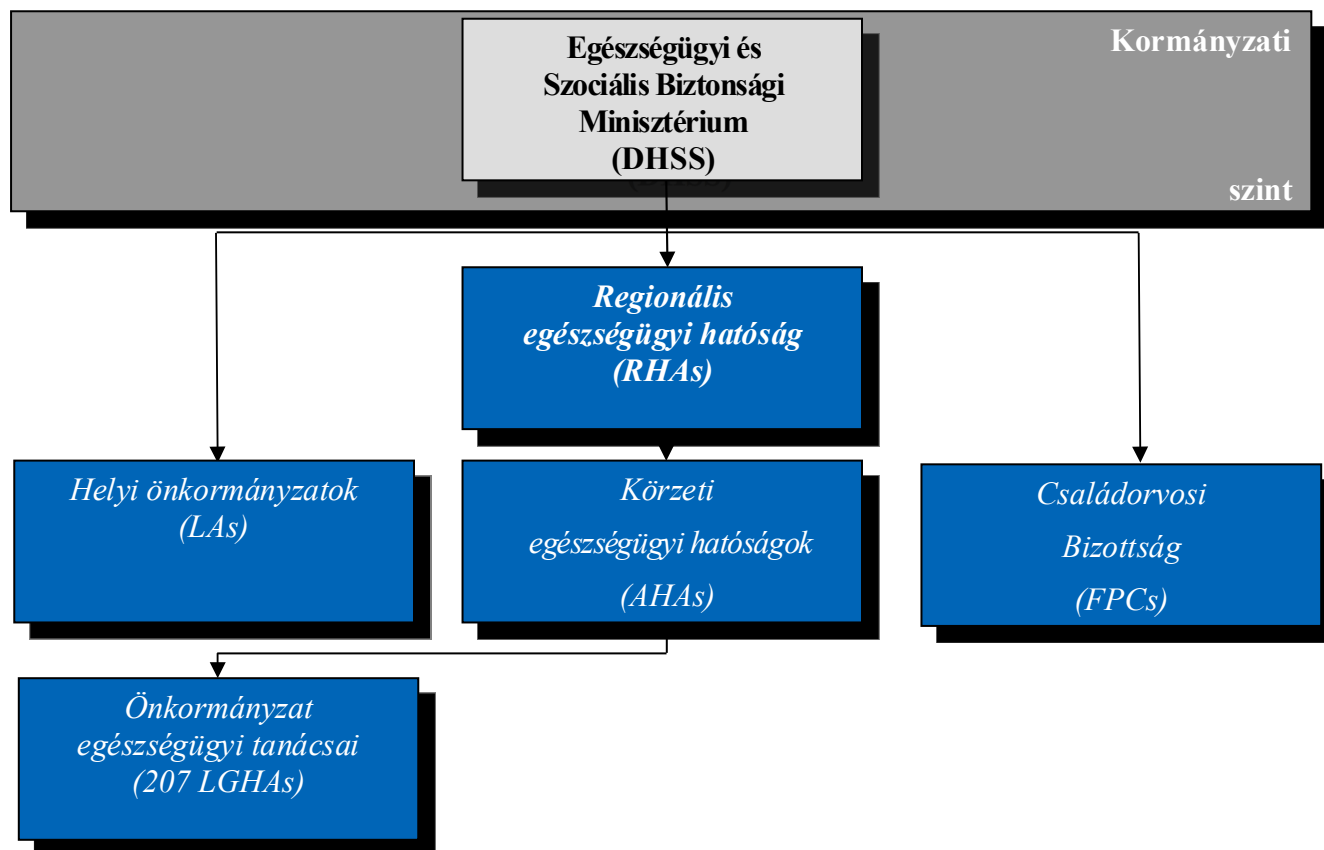 Egészségügyi és
Szociális Biztonsági
Minisztérium
(DHSS)
Kormányzati
szint
Regionális
egészségügyi hatóság
(RHAs)
Helyi önkormányzatok
(LAs)
Körzeti
egészségügyi hatóságok
(AHAs)
Családorvosi
Bizottság
(FPCs)
Önkormányzat
egészségügyi tanácsai
(207 LGHAs)